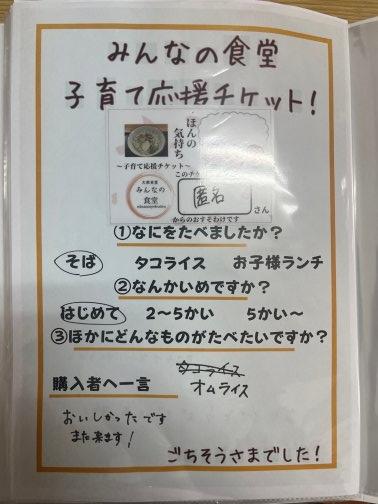 みんなの食堂
子育て応援チケット!
ほんの
気持ち
～子育て応援チケット～
このチケ
みんなの
食堂
匿名
さん
からのおすそわけです
①なにをたべましたか?
そば タコライス お子様ランチ
②なんかいめですか?
はじめて 2～5かい 5かい～
③ほかにどんなものがたべたいですか?
タコライス
オムライス
購入者へ一言
おいしかったです
また来ます!
ごちそうさまでした!